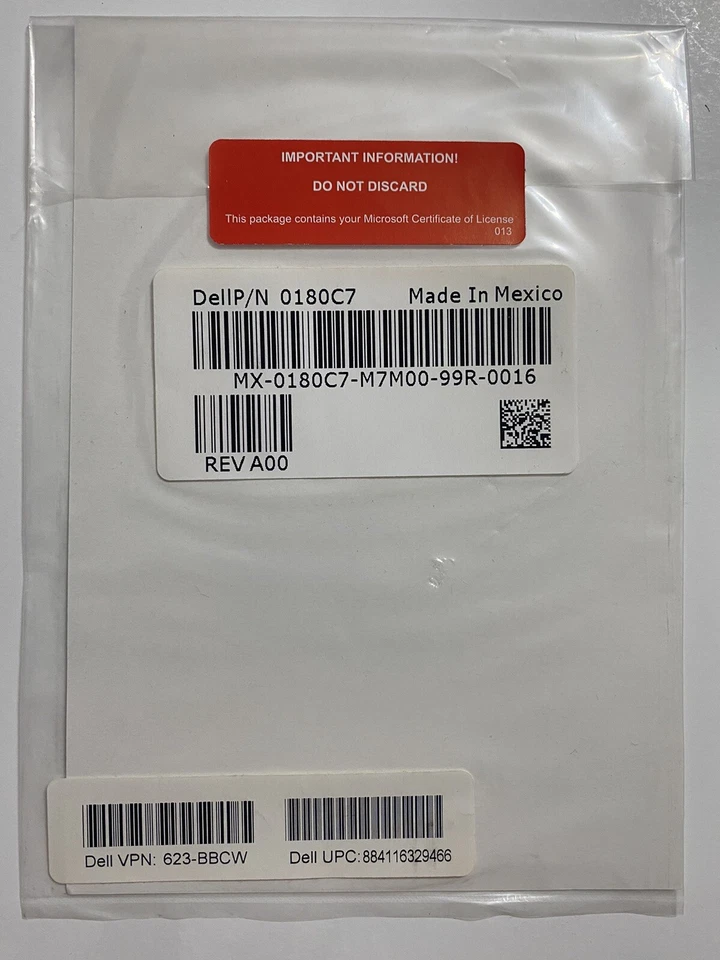 IMPORTANT INFORMATION!
DO NOT DISCARD
This package contains your Microsoft Certificate of License
013
DellP/N 0180C7 Made In Mexico
MX-0180C7-M7M00-99R-0016
REV A00
Dell VPN: 623-BBCW Dell UPC:884116329466